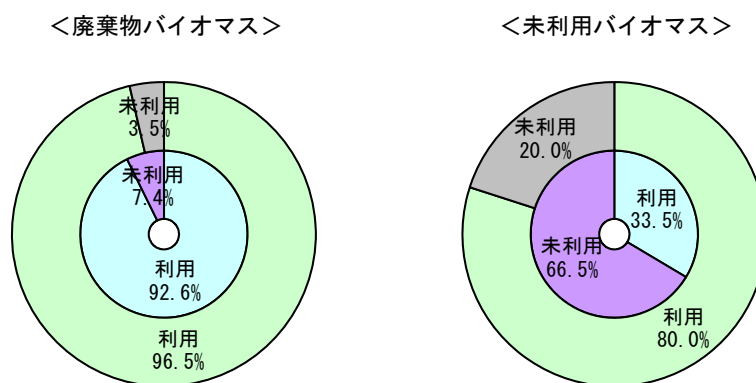 ＜廃棄物バイオマス＞
未利用
3.5%
未利用
7.4%
利用
92.6%
利用
96.5%
＜未利用バイオマス＞
未利用
20.0%
利用
33.5%
未利用
66.5%
利用
80.0%